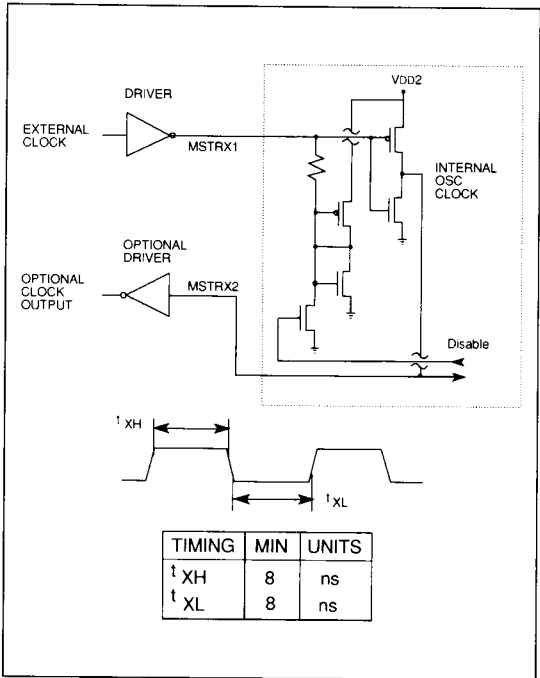 VDD2
DRIVER
EXTERNAL
CLOCK
MSTRX1
INTERNAL
OSC
CLOCK
OPTIONAL
DRIVER
OPTIONAL
CLOCK
OUTPUT
MSTRX2
Disable
t XH
t XL
TIMING MIN UNITS
t XH 8 ns
t XL 8 ns